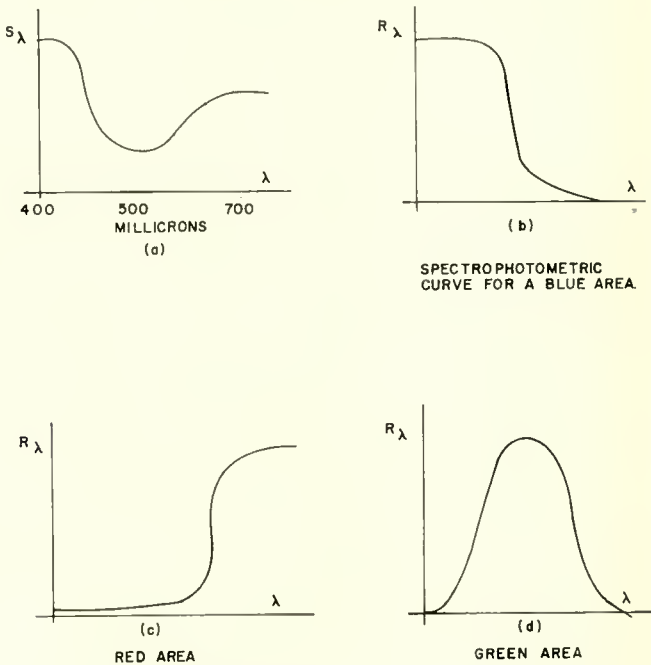 Sλ
λ
400 500 700
MILLICRONS
(a)
Rλ
λ
(b)
SPECTROPHOTOMETRIC
CURVE FOR A BLUE AREA.
Rλ
λ
(c)
RED AREA
Rλ
λ
(d)
GREEN AREA